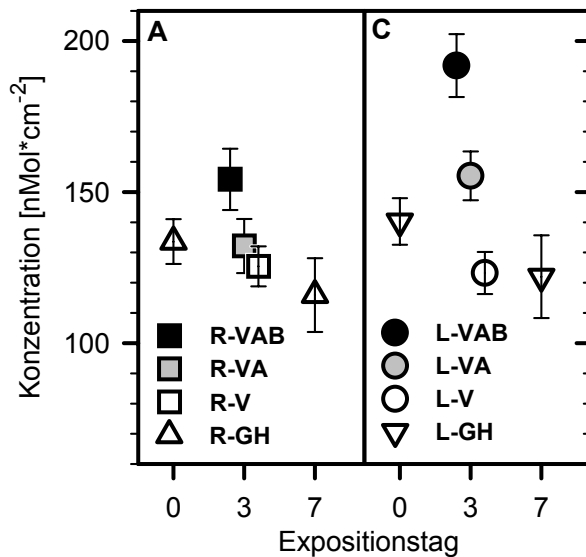 Konzentration [nMol*cm⁻²]
200
150
100
A
R-VAB
R-VA
R-V
R-GH
C
L-VAB
L-VA
L-V
L-GH
0 3 7 0 3 7
Expositionstag